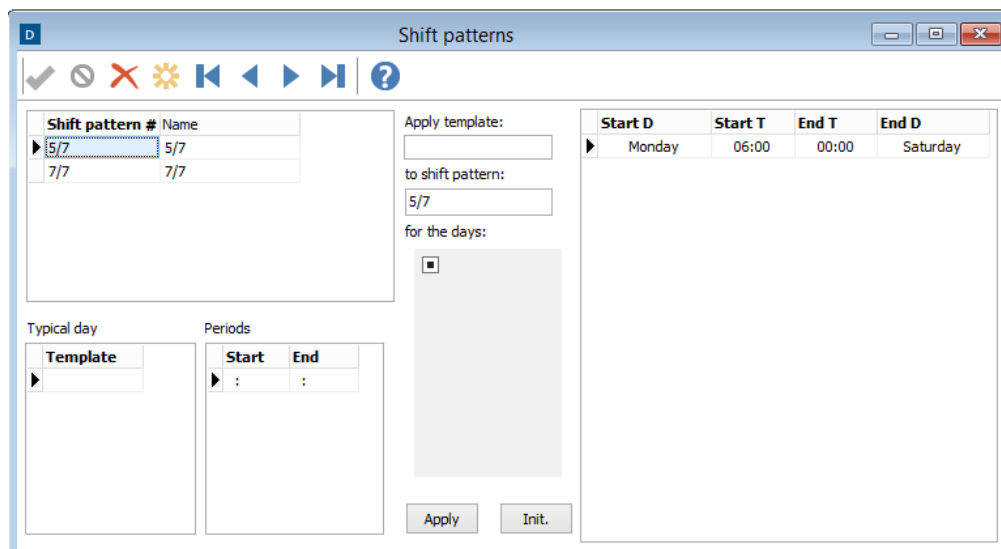 D
Shift patterns
Shift pattern # Name
5/7 5/7
7/7 7/7
Apply template:
to shift pattern:
5/7
for the days:
Start D Start T End T End D
Monday 06:00 00:00 Saturday
Typical day
Template
Periods
Start End
: :
Apply Init.